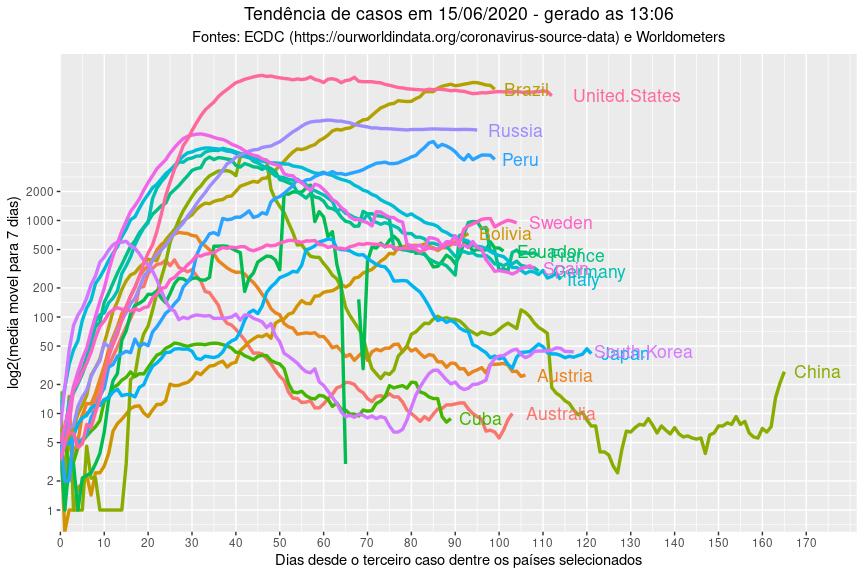 Tendência de casos em 15/06/2020 - gerado as 13:06
Fontes: ECDC (https://ourworldindata.org/coronavirus-source-data) e Worldometers
Brazil
United.States
Russia
Peru
2000
1000
Sweden
Bolivia
500
Ecuador
France
Spain
Germany
Italy
200
100
50
South Korea
Japan
20
China
Austria
10
Australia
Cuba
5
2
1
log2(media movel para 7 dias)
0 10 20 30 40 50 60 70 80 90 100 110 120 130 140 150 160 170
Dias desde o terceiro caso dentre os países selecionados